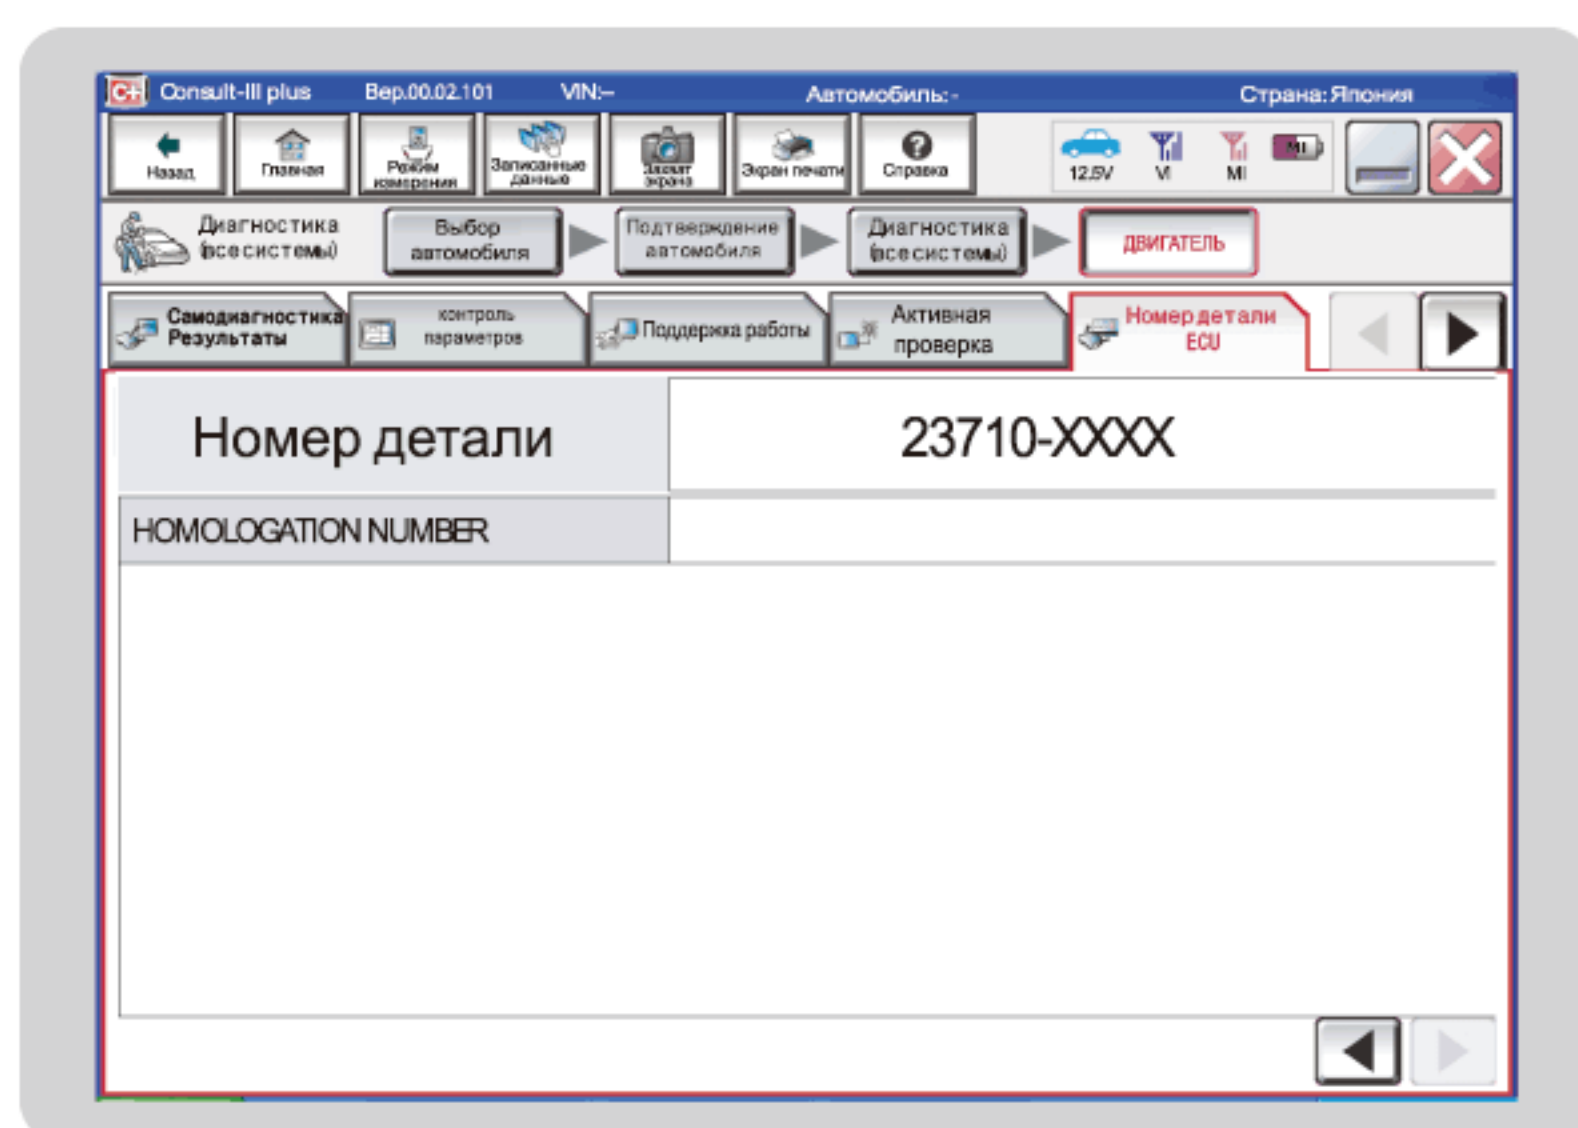 C+ Consult-III plus Вер.00.02.101 VIN:-- Автомобиль:- Страна:Япония
Назад
Главная
Режим
измерения
Записанные
данные
Захват
экрана
Экран печати
Справка
12.5V
VI
MI
Диагностика
(все системы)
Выбор
автомобиля
Подтверждение
автомобиля
Диагностика
(все системы)
ДВИГАТЕЛЬ
Самодиагностика
Результаты
контроль
параметров
Поддержка работы
Активная
проверка
Номер детали
ECU
Номер детали 23710-XXXX
HOMOLOGATION NUMBER